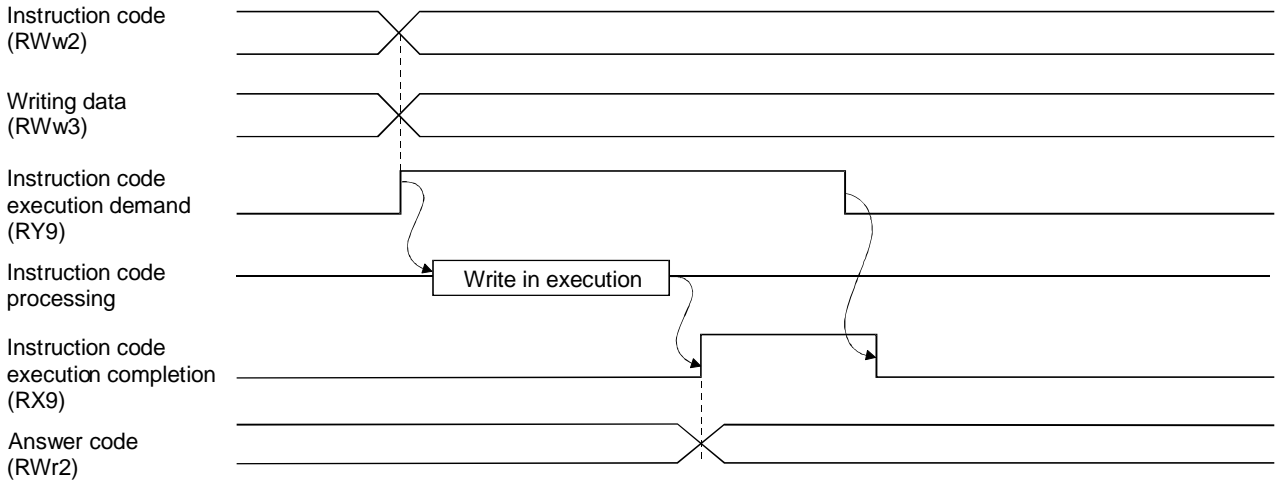 Instruction code
(RWw2)
Writing data
(RWw3)
Instruction code
execution demand
(RY9)
Instruction code
processing
Write in execution
Instruction code
execution completion
(RX9)
Answer code
(RWr2)